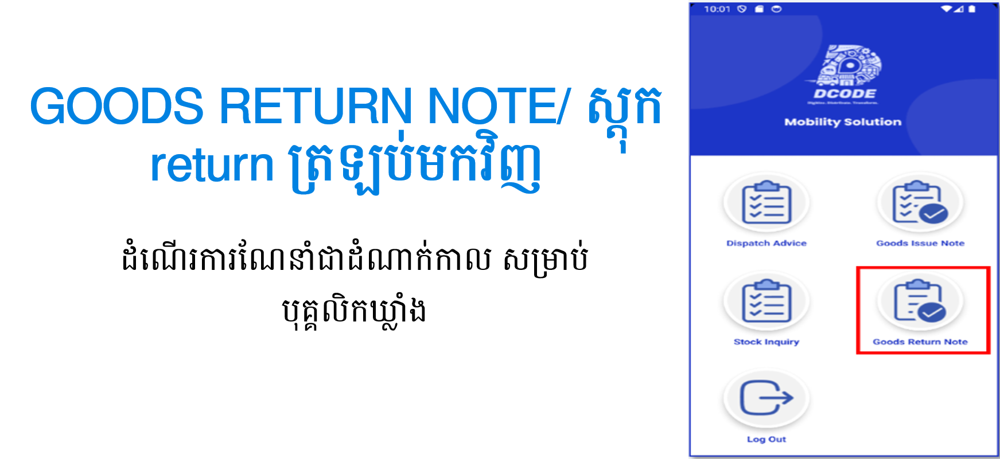 GOODS RETURN NOTE/ ស្តុក
return ត្រឡប់មកវិញ
ដំណើរការណែនាំជាដំណាក់កាល សម្រាប់
បុគ្គលិកឃ្លាំង
10:01
DCODE
Digitize. Distribute. Transform.
Mobility Solution
Dispatch Advice
Goods Issue Note
Stock Inquiry
Goods Return Note
Log Out